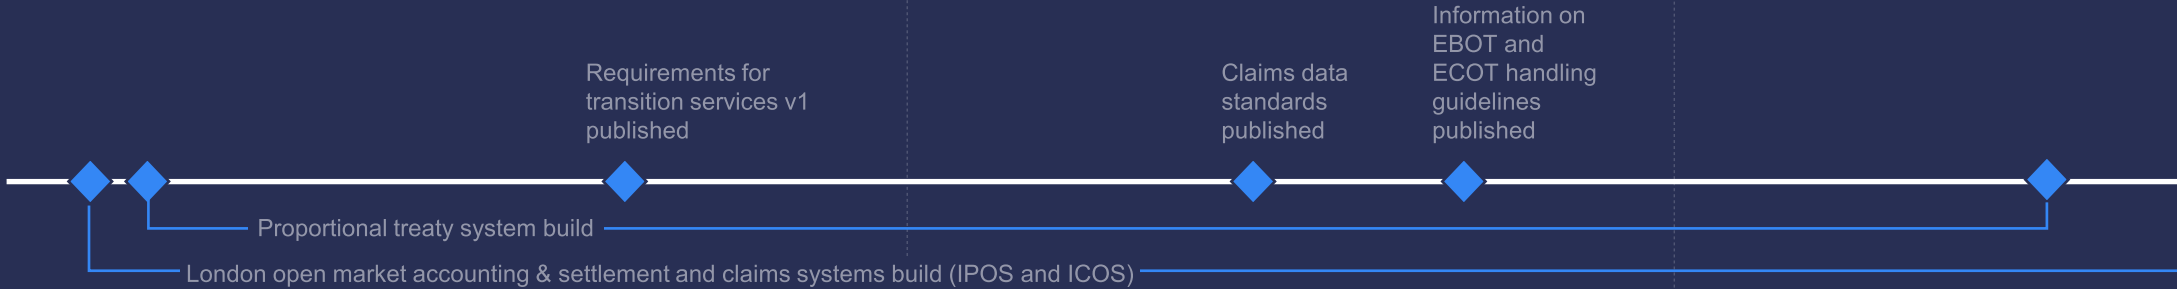 Requirements for
transition services v1
published
Claims data
standards
published
Information on
EBOT and
ECOT handling
guidelines
published
Proportional treaty system build
London open market accounting & settlement and claims systems build (IPOS and ICOS)